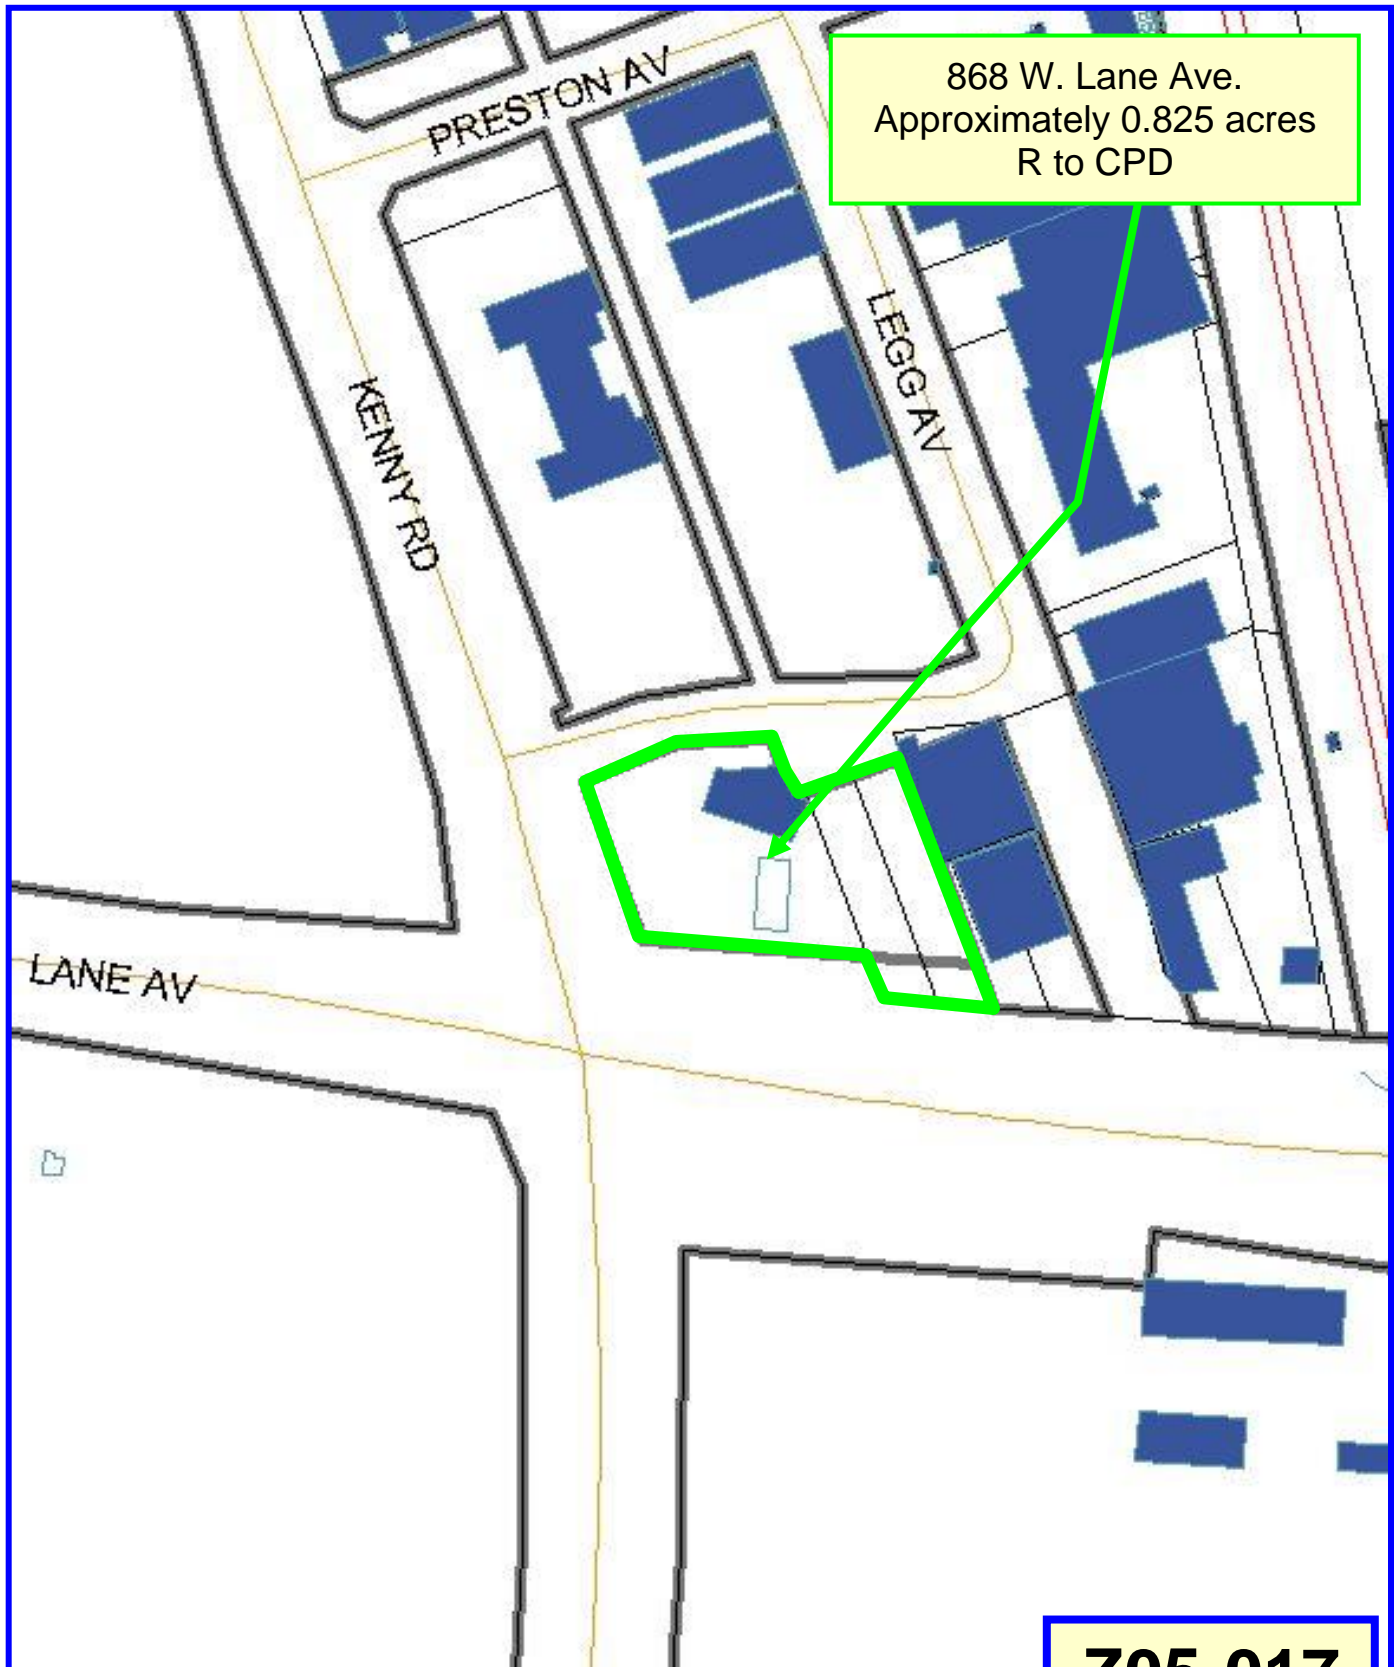 PRESTON AV
868 W. Lane Ave.
Approximately 0.825 acres
R to CPD
LEGG AV
KENNY RD
LANE AV